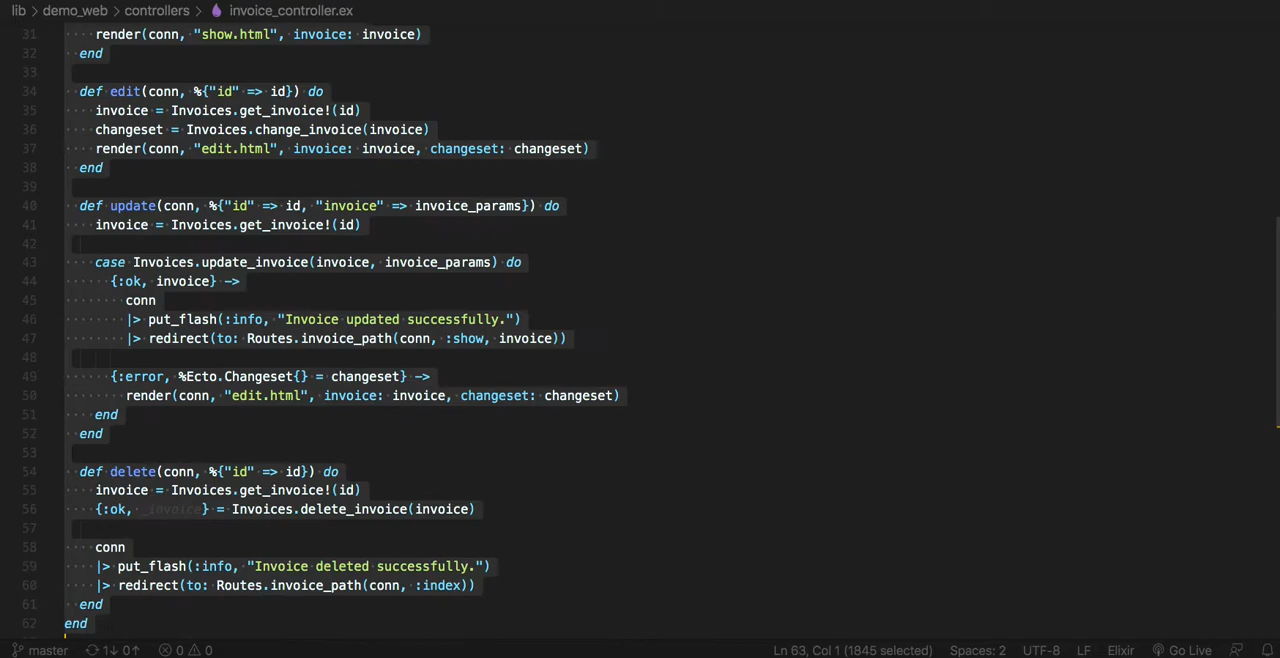 lib > demo_web > controllers > invoice_controller.ex
31 render(conn, "show.html", invoice: invoice)
32 end
33
34 def edit(conn, %{"id" => id}) do
35 invoice = Invoices.get_invoice!(id)
36 changeset = Invoices.change_invoice(invoice)
37 render(conn, "edit.html", invoice: invoice, changeset: changeset)
38 end
39
40 def update(conn, %{"id" => id, "invoice" => invoice_params}) do
41 invoice = Invoices.get_invoice!(id)
42
43 case Invoices.update_invoice(invoice, invoice_params) do
44 {:ok, invoice} ->
45 conn
46 |> put_flash(:info, "Invoice updated successfully.")
47 |> redirect(to: Routes.invoice_path(conn, :show, invoice))
48
49 {:error, %Ecto.Changeset{} = changeset} ->
50 render(conn, "edit.html", invoice: invoice, changeset: changeset)
51 end
52 end
53
54 def delete(conn, %{"id" => id}) do
55 invoice = Invoices.get_invoice!(id)
56 {:ok, _invoice} = Invoices.delete_invoice(invoice)
57
58 conn
59 |> put_flash(:info, "Invoice deleted successfully.")
60 |> redirect(to: Routes.invoice_path(conn, :index))
61 end
62 end
master 1↓ 0↑ 0 0 Ln 63, Col 1 (1845 selected) Spaces: 2 UTF-8 LF Elixir Go Live